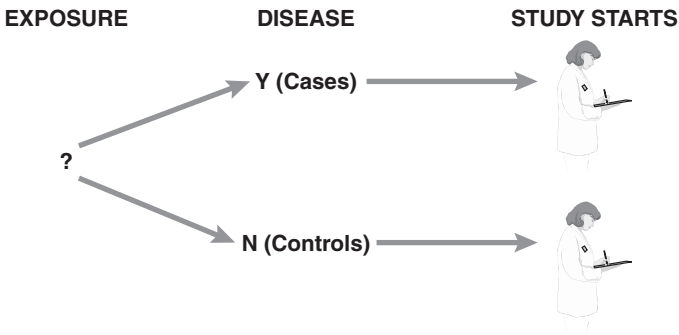 EXPOSURE DISEASE STUDY STARTS
Y (Cases)
?
N (Controls)